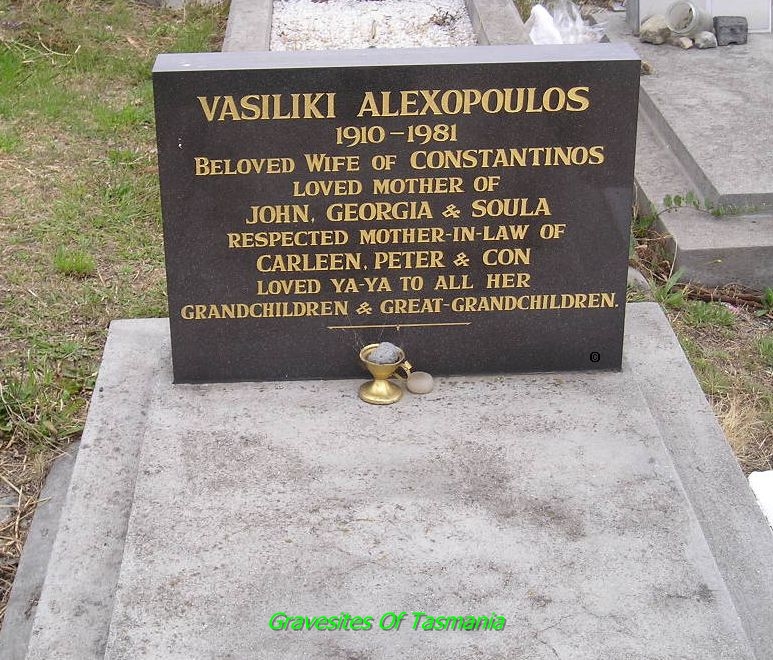 VASILIKI ALEXOPOULOS
1910-1981
BELOVED WIFE OF CONSTANTINOS
LOVED MOTHER OF
JOHN, GEORGIA & SOULA
RESPECTED MOTHER-IN-LAW OF
CARLEEN, PETER & CON
LOVED YA-YA TO ALL HER
GRANDCHILDREN & GREAT-GRANDCHILDREN.
Gravesites Of Tasmania